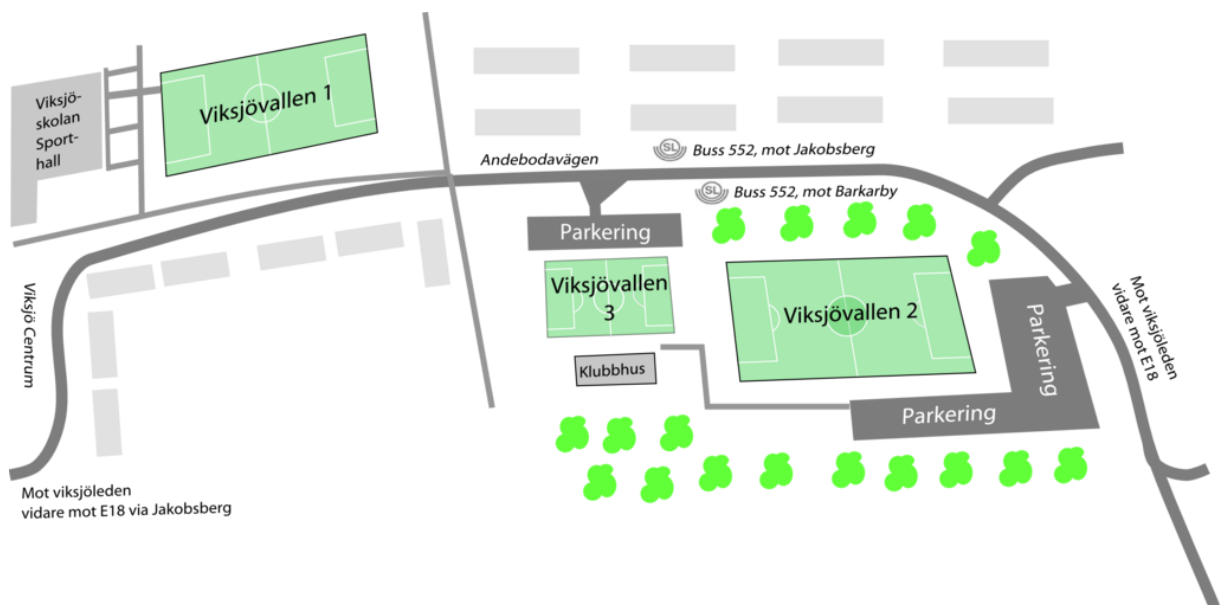 Viksjö-
skolan
Sport-
hall
Viksjövallen 1
Andebodavägen
SL
Buss 552, mot Jakobsberg
SL
Buss 552, mot Barkarby
Parkering
Viksjövallen
3
Viksjövallen 2
Klubbhus
Parkering
Parkering
Mot viksjöleden
vidare mot E18
Viksjö Centrum
Mot viksjöleden
vidare mot E18 via Jakobsberg